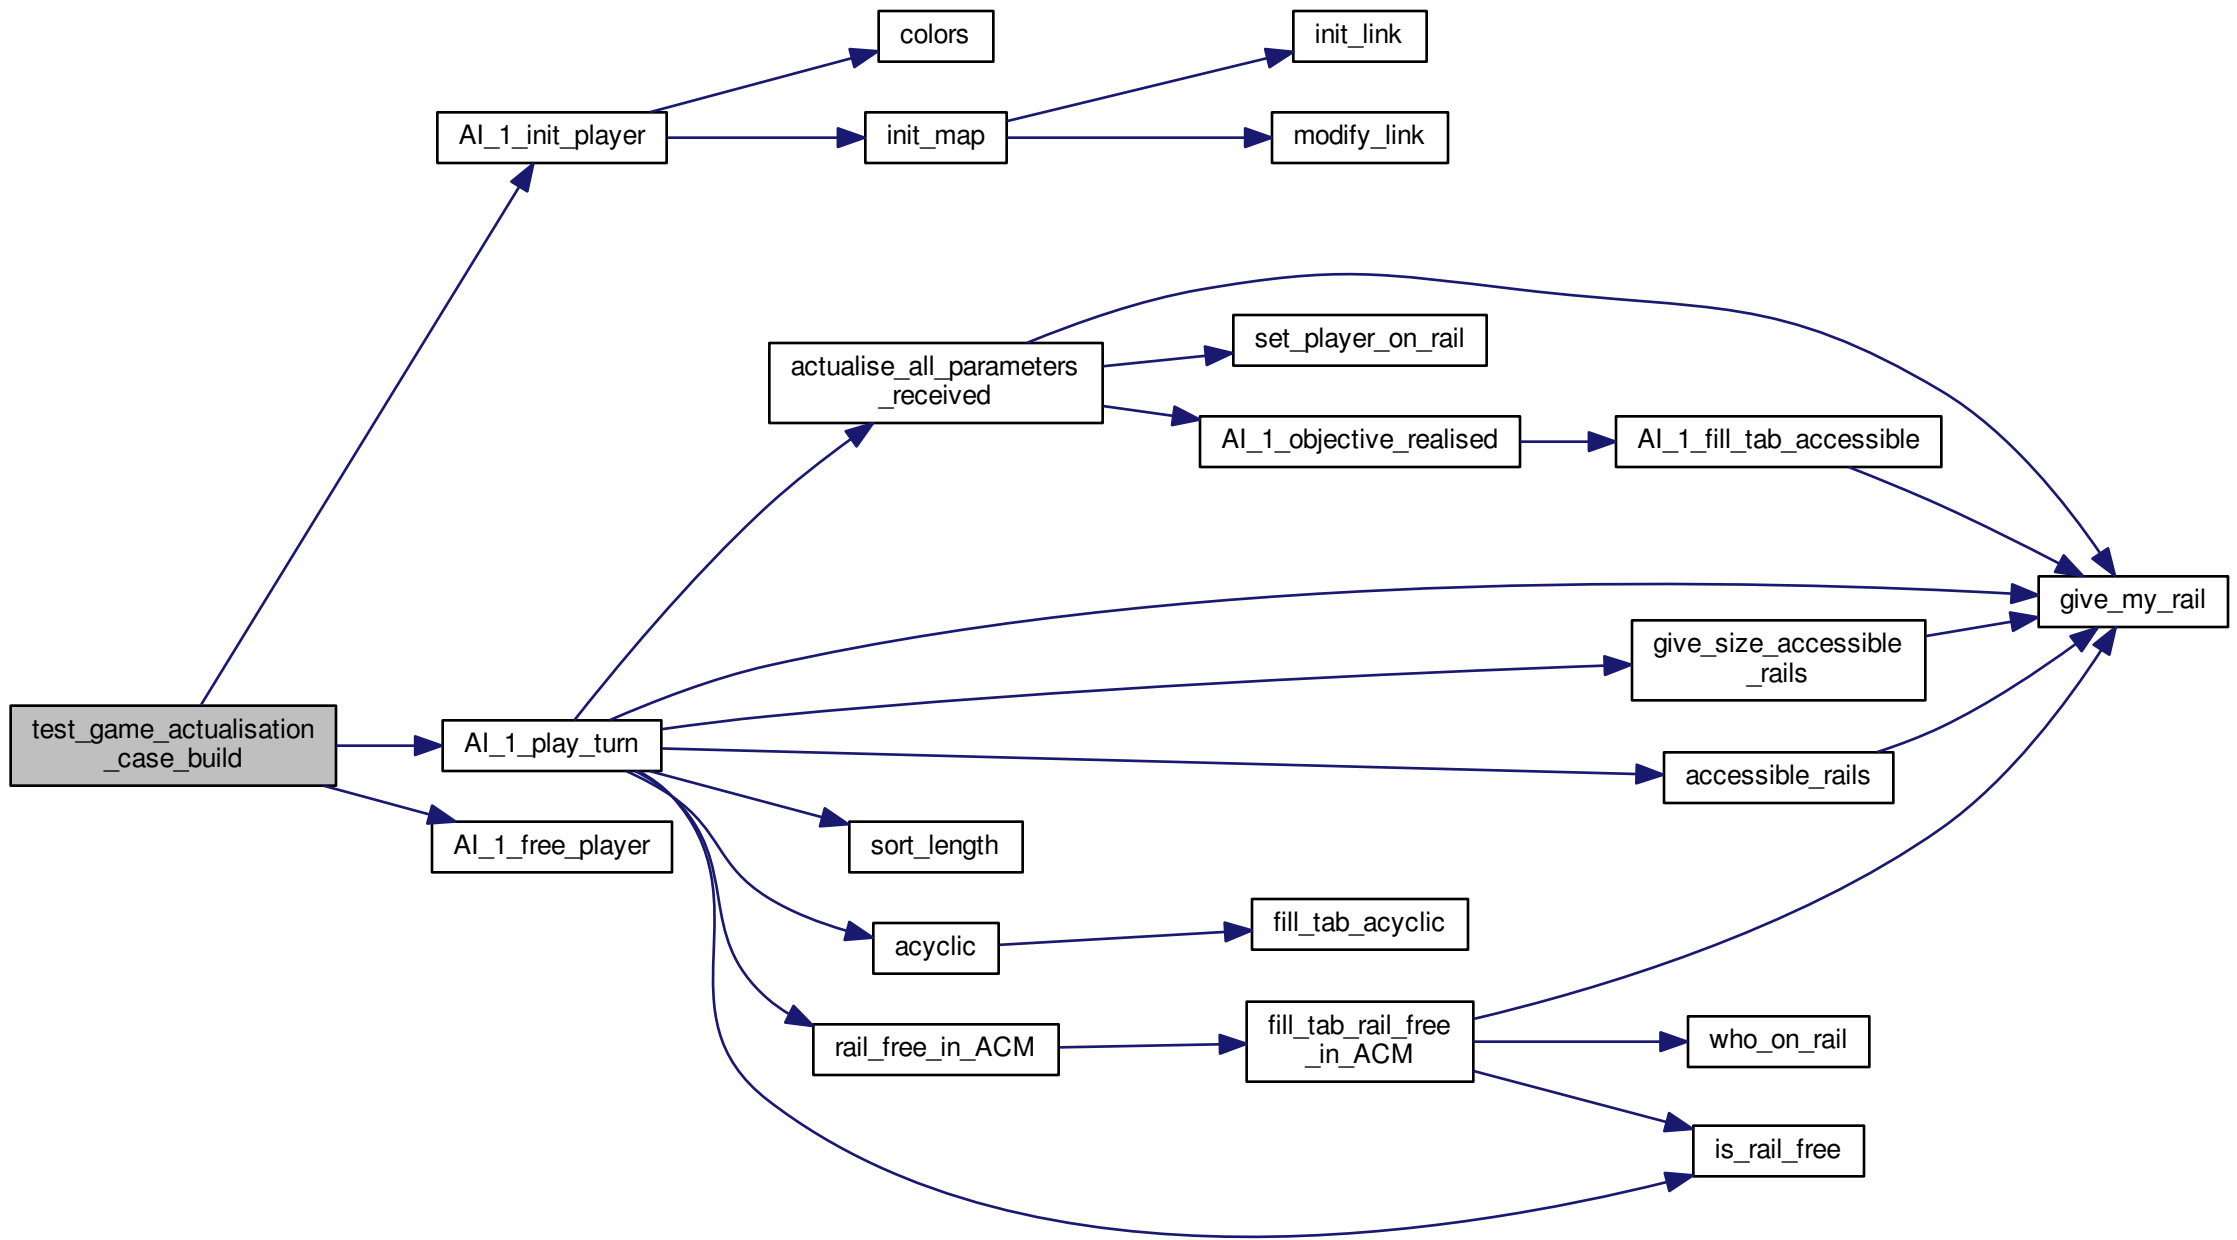 colors
init_link
AI_1_init_player
init_map
modify_link
set_player_on_rail
actualise_all_parameters
_received
AI_1_objective_realised
AI_1_fill_tab_accessible
give_my_rail
give_size_accessible
_rails
test_game_actualisation
_case_build
AI_1_play_turn
accessible_rails
AI_1_free_player
sort_length
fill_tab_acyclic
acyclic
rail_free_in_ACM
fill_tab_rail_free
_in_ACM
who_on_rail
is_rail_free